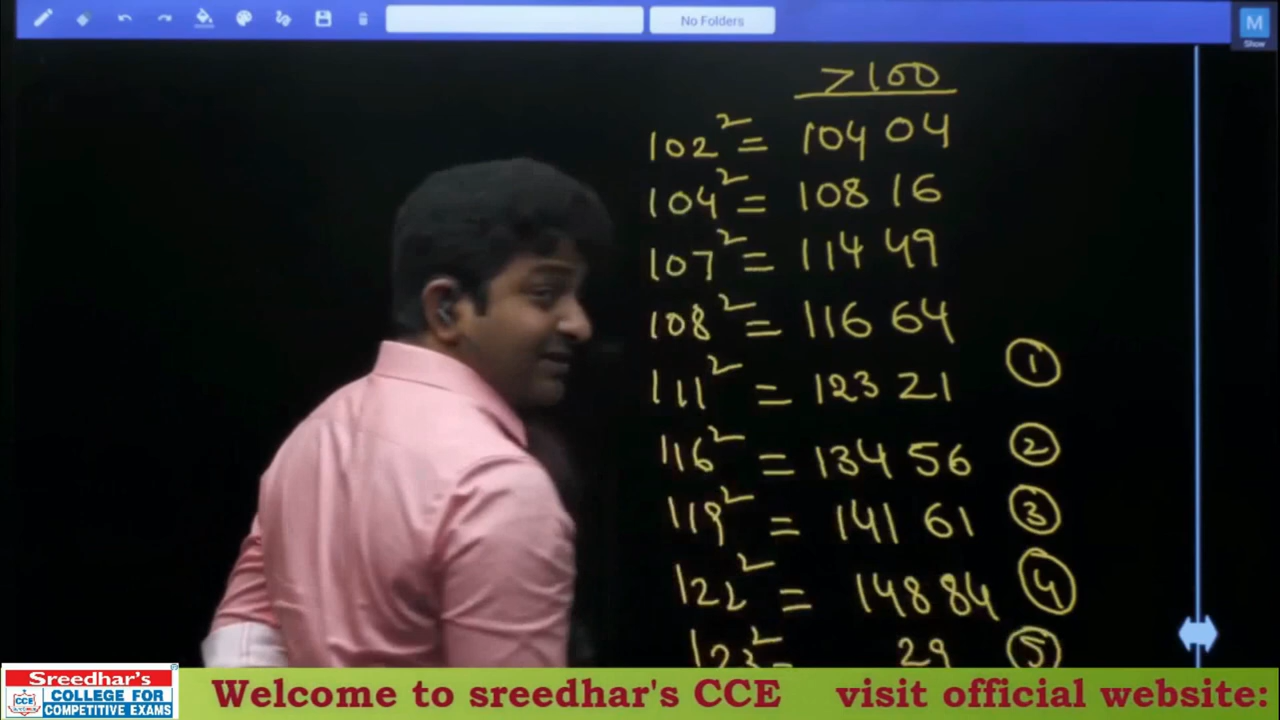 No Folders
M
Show
>100
102² = 104 04
104² = 108 16
107² = 114 49
108² = 116 64
111² = 123 21 ①
116² = 134 56 ②
119² = 141 61 ③
122² = 148 84 ④
123² = 29 ⑤
Sreedhar's
CCE
COLLEGE FOR
COMPETITIVE EXAMS
Welcome to sreedhar's CCE visit official website: